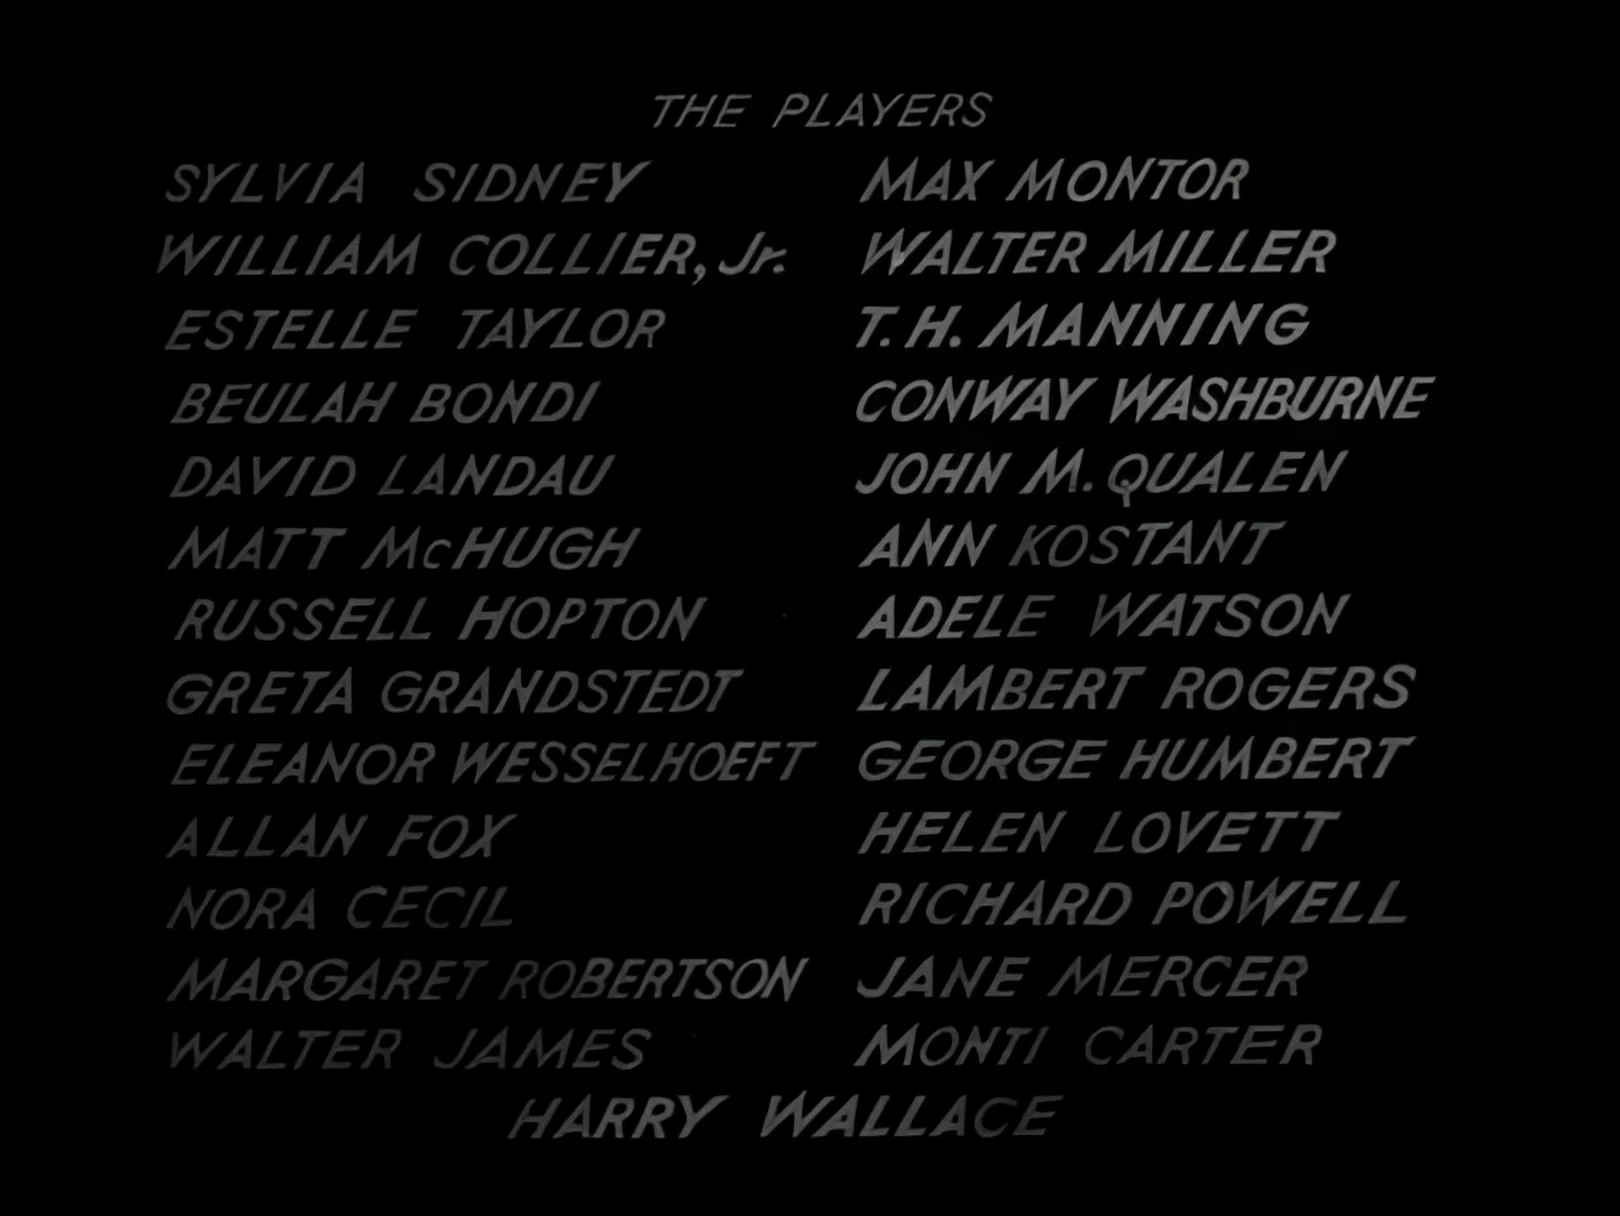 THE PLAYERS
SYLVIA SIDNEY
WILLIAM COLLIER, Jr.
ESTELLE TAYLOR
BEULAH BONDI
DAVID LANDAU
MATT McHUGH
RUSSELL HOPTON
GRETA GRANDSTEDT
ELEANOR WESSELHOEFT
ALLAN FOX
NORA CECIL
MARGARET ROBERTSON
WALTER JAMES
MAX MONTOR
WALTER MILLER
T. H. MANNING
CONWAY WASHBURNE
JOHN M. QUALEN
ANN KOSTANT
ADELE WATSON
LAMBERT ROGERS
GEORGE HUMBERT
HELEN LOVETT
RICHARD POWELL
JANE MERCER
MONTI CARTER
HARRY WALLACE